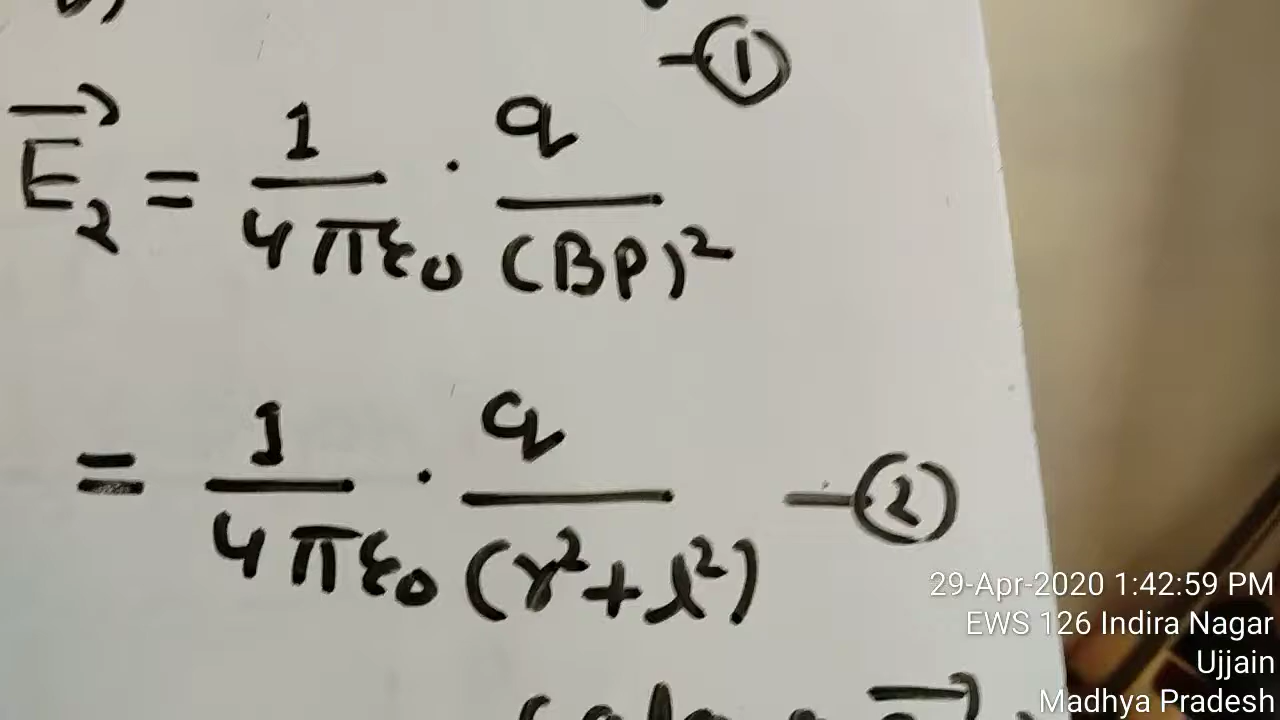 —①
E⃗₂ = 1/4πε₀ · q/(BP)²
= 1/4πε₀ · q/(r²+l²) —②
29-Apr-2020 1:42:59 PM
EWS 126 Indira Nagar
Ujjain
Madhya Pradesh